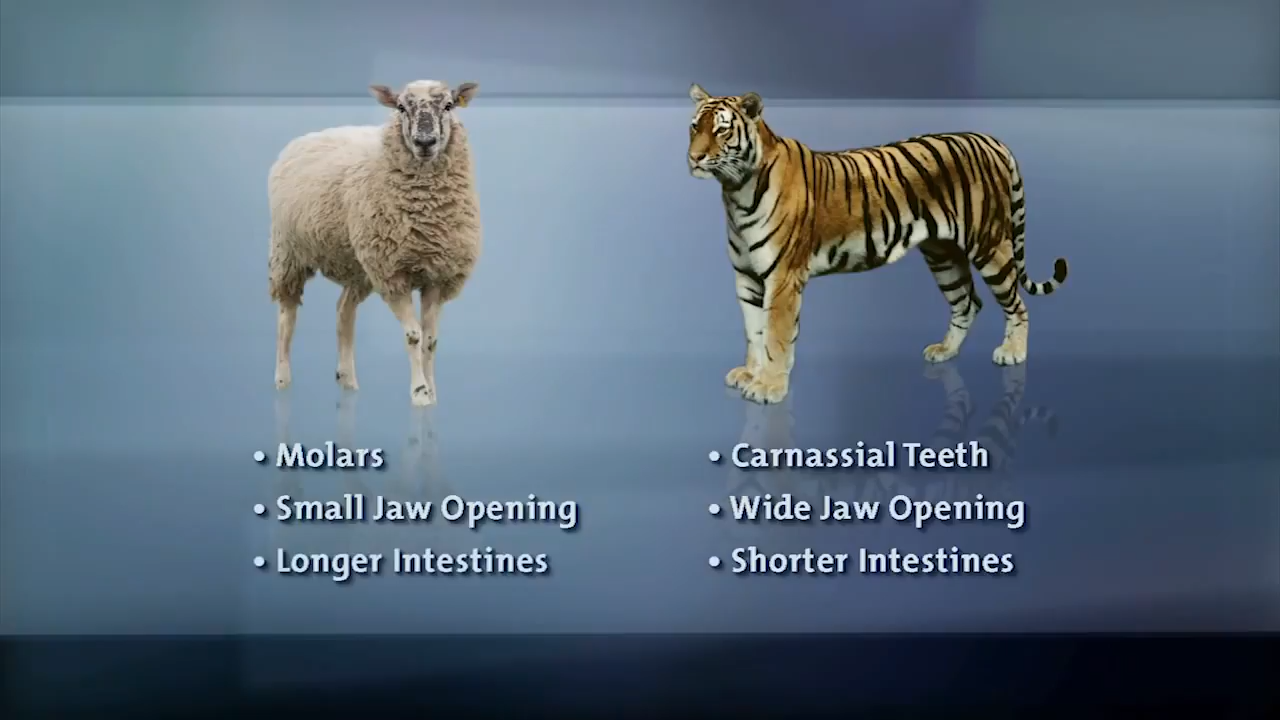 • Molars
• Small Jaw Opening
• Longer Intestines
• Carnassial Teeth
• Wide Jaw Opening
• Shorter Intestines